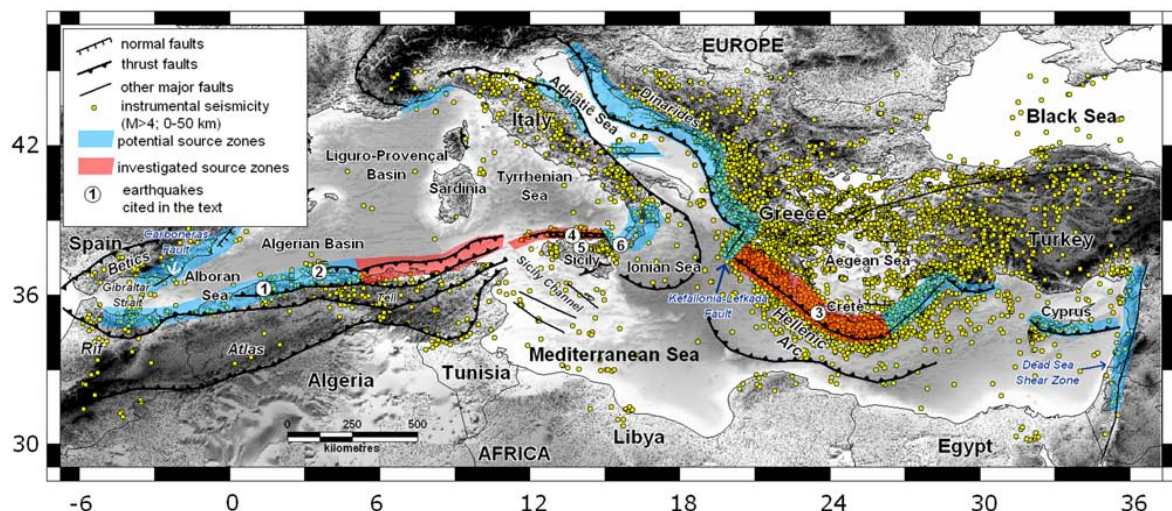 normal faults
thrust faults
other major faults
instrumental seismicity
(M>4; 0-50 km)
potential source zones
investigated source zones
1 earthquakes
cited in the text
EUROPE
Black Sea
Adriatic Sea
Dinarides
Italy
42
Liguro-Provençal
Basin
Sardinia
Tyrrhenian
Sea
Greece
Turkey
Spain
Carboneras
Fault
Betics
Algerian Basin
Alboran
Sea
Gibraltar
Strait
1
2
4
5
6
Sicily
Ionian Sea
Aegean Sea
36
Tell
Sicily
Channel
Kefallonia-Lefkada
Fault
3
Crete
Hellenic
Arc
Cyprus
Rif
Atlas
Mediterranean Sea
Dead Sea
Shear Zone
Algeria
Tunisia
0 250 500
kilometres
Libya
Egypt
30
AFRICA
-6 0 6 12 18 24 30 36